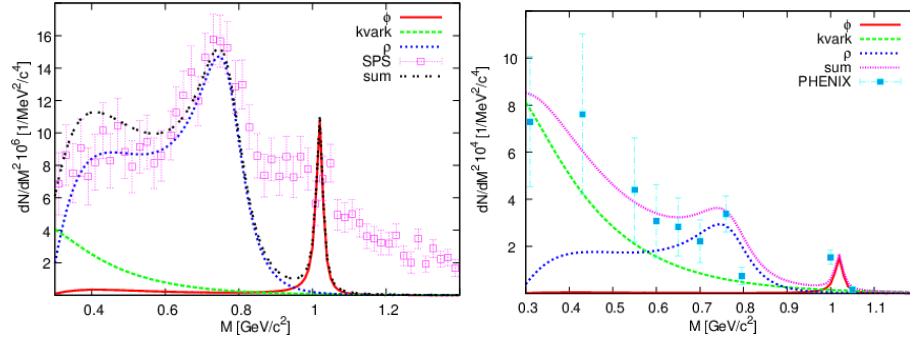 dN/dM² 10⁶ [1/MeV²/c⁴]
18
16
14
12
10
8
6
4
2
0.4
0.6
0.8
1
1.2
M [GeV/c²]
ϕ
kvark
ρ
SPS
sum
dN/dM² 10⁴ [1/MeV²/c⁴]
10
8
6
4
2
0.3
0.4
0.5
0.6
0.7
0.8
0.9
1
1.1
M [GeV/c²]
ϕ
kvark
ρ
sum
PHENIX